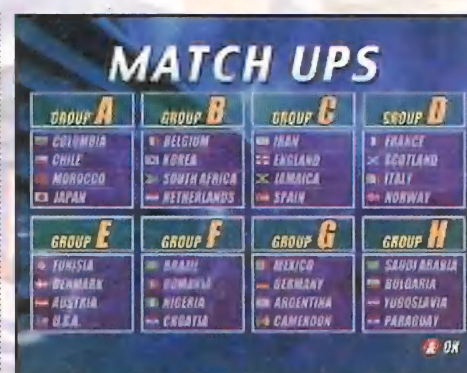 MATCH UPS
GROUP A
COLOMBIA
CHILE
MOROCCO
JAPAN
GROUP B
BELGIUM
KOREA
SOUTH AFRICA
NETHERLANDS
GROUP C
IRAN
ENGLAND
JAMAICA
SPAIN
GROUP D
FRANCE
SCOTLAND
ITALY
NORWAY
GROUP E
TUNISIA
DENMARK
AUSTRIA
U.S.A.
GROUP F
BRAZIL
ROMANIA
NIGERIA
CROATIA
GROUP G
MEXICO
GERMANY
ARGENTINA
CAMEROON
GROUP H
SAUDI ARABIA
BULGARIA
YUGOSLAVIA
PARAGUAY
OK